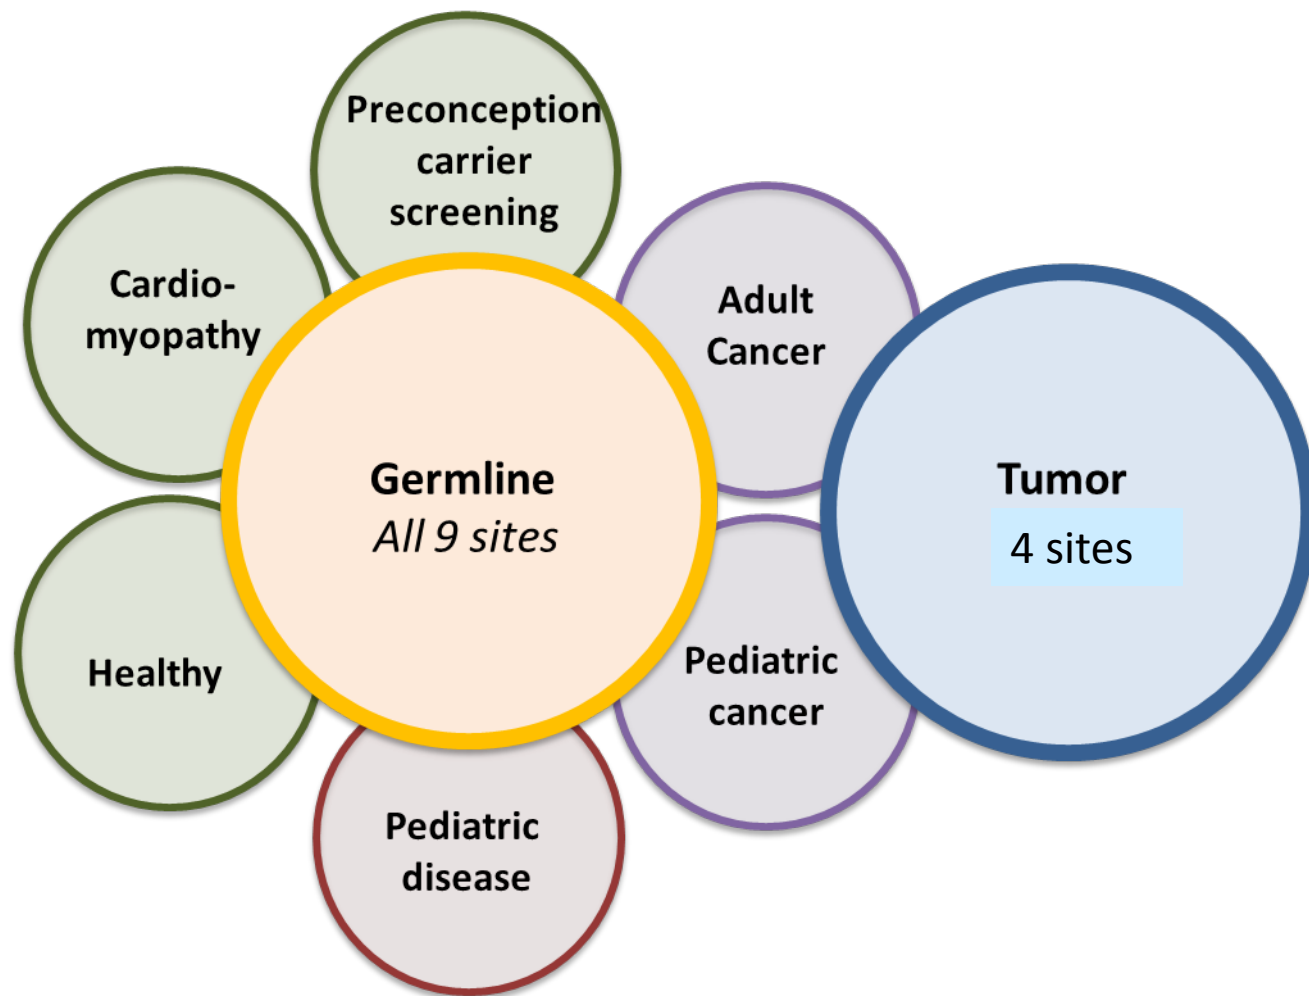 Preconception
carrier
screening
Cardio-
myopathy
Adult
Cancer
Germline
All 9 sites
Tumor
4 sites
Healthy
Pediatric
cancer
Pediatric
disease